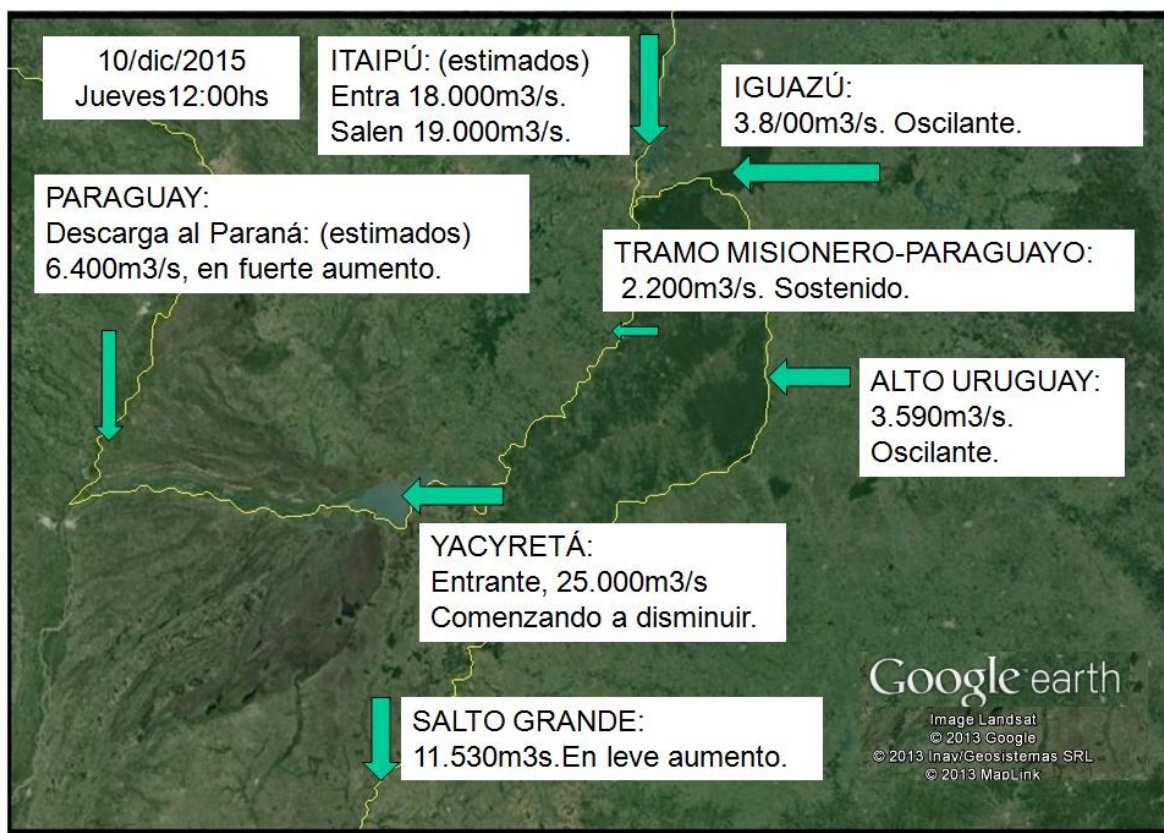 10/dic/2015
Jueves12:00hs
ITAIPÚ: (estimados)
Entra 18.000m3/s.
Salen 19.000m3/s.
IGUAZÚ:
3.8/00m3/s. Oscilante.
PARAGUAY:
Descarga al Paraná: (estimados)
6.400m3/s, en fuerte aumento.
TRAMO MISIONERO-PARAGUAYO:
2.200m3/s. Sostenido.
ALTO URUGUAY:
3.590m3/s.
Oscilante.
YACYRETÁ:
Entrante, 25.000m3/s
Comenzando a disminuir.
SALTO GRANDE:
11.530m3s.En leve aumento.
Google earth
Image Landsat
© 2013 Google
© 2013 Inav/Geosistemas SRL
© 2013 MapLink